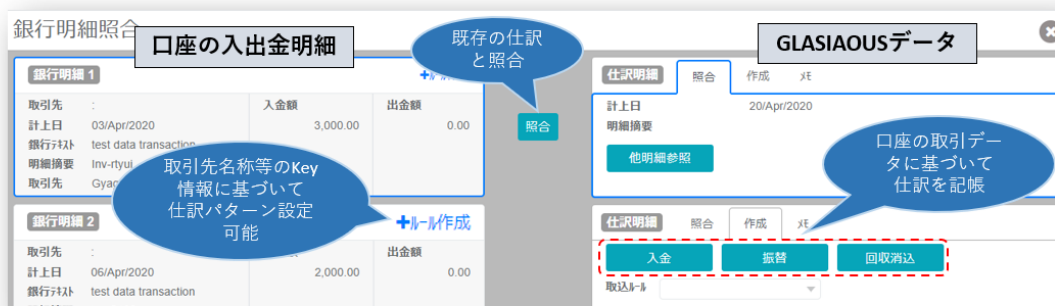 銀行明細照合
口座の入出金明細
既存の仕訳
と照合
GLASIAOUSデータ
銀行明細 1
取引先 : 入金額 出金額
計上日 03/Apr/2020 3,000.00 0.00
銀行ﾃｷｽﾄ test data transaction
明細摘要 Inv-rtyui
取引先
照合
仕訳明細 照合 作成 ﾒﾓ
計上日 20/Apr/2020
明細摘要
他明細参照
取引先名称等のKey
情報に基づいて
仕訳パターン設定
可能
口座の取引デー
タに基づいて
仕訳を記帳
銀行明細 2
+ﾙｰﾙ作成
取引先 : 出金額
計上日 06/Apr/2020 2,000.00 0.00
銀行ﾃｷｽﾄ test data transaction
仕訳明細 照合 作成
入金 振替 回収消込
取込ﾙｰﾙ